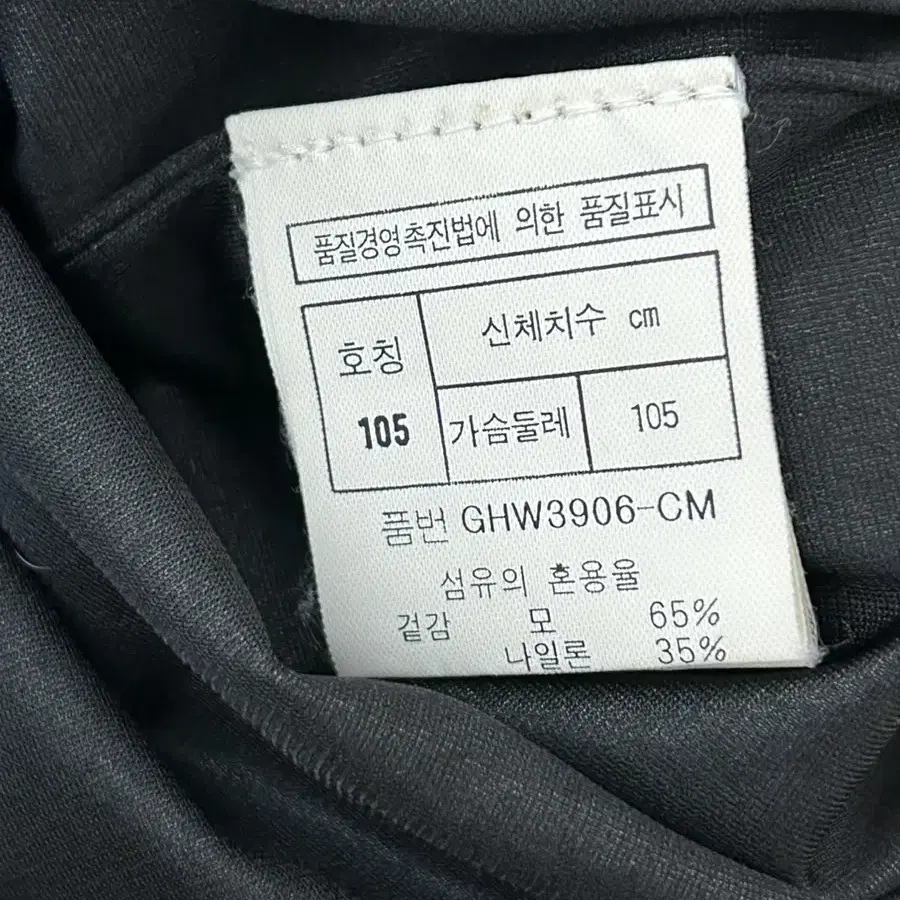 품질경영촉진법에 의한 품질표시
호칭 신체치수 cm
105 가슴둘레 105
품번 GHW3906-CM
섬유의 혼용율
겉감 모 65%
나일론 35%